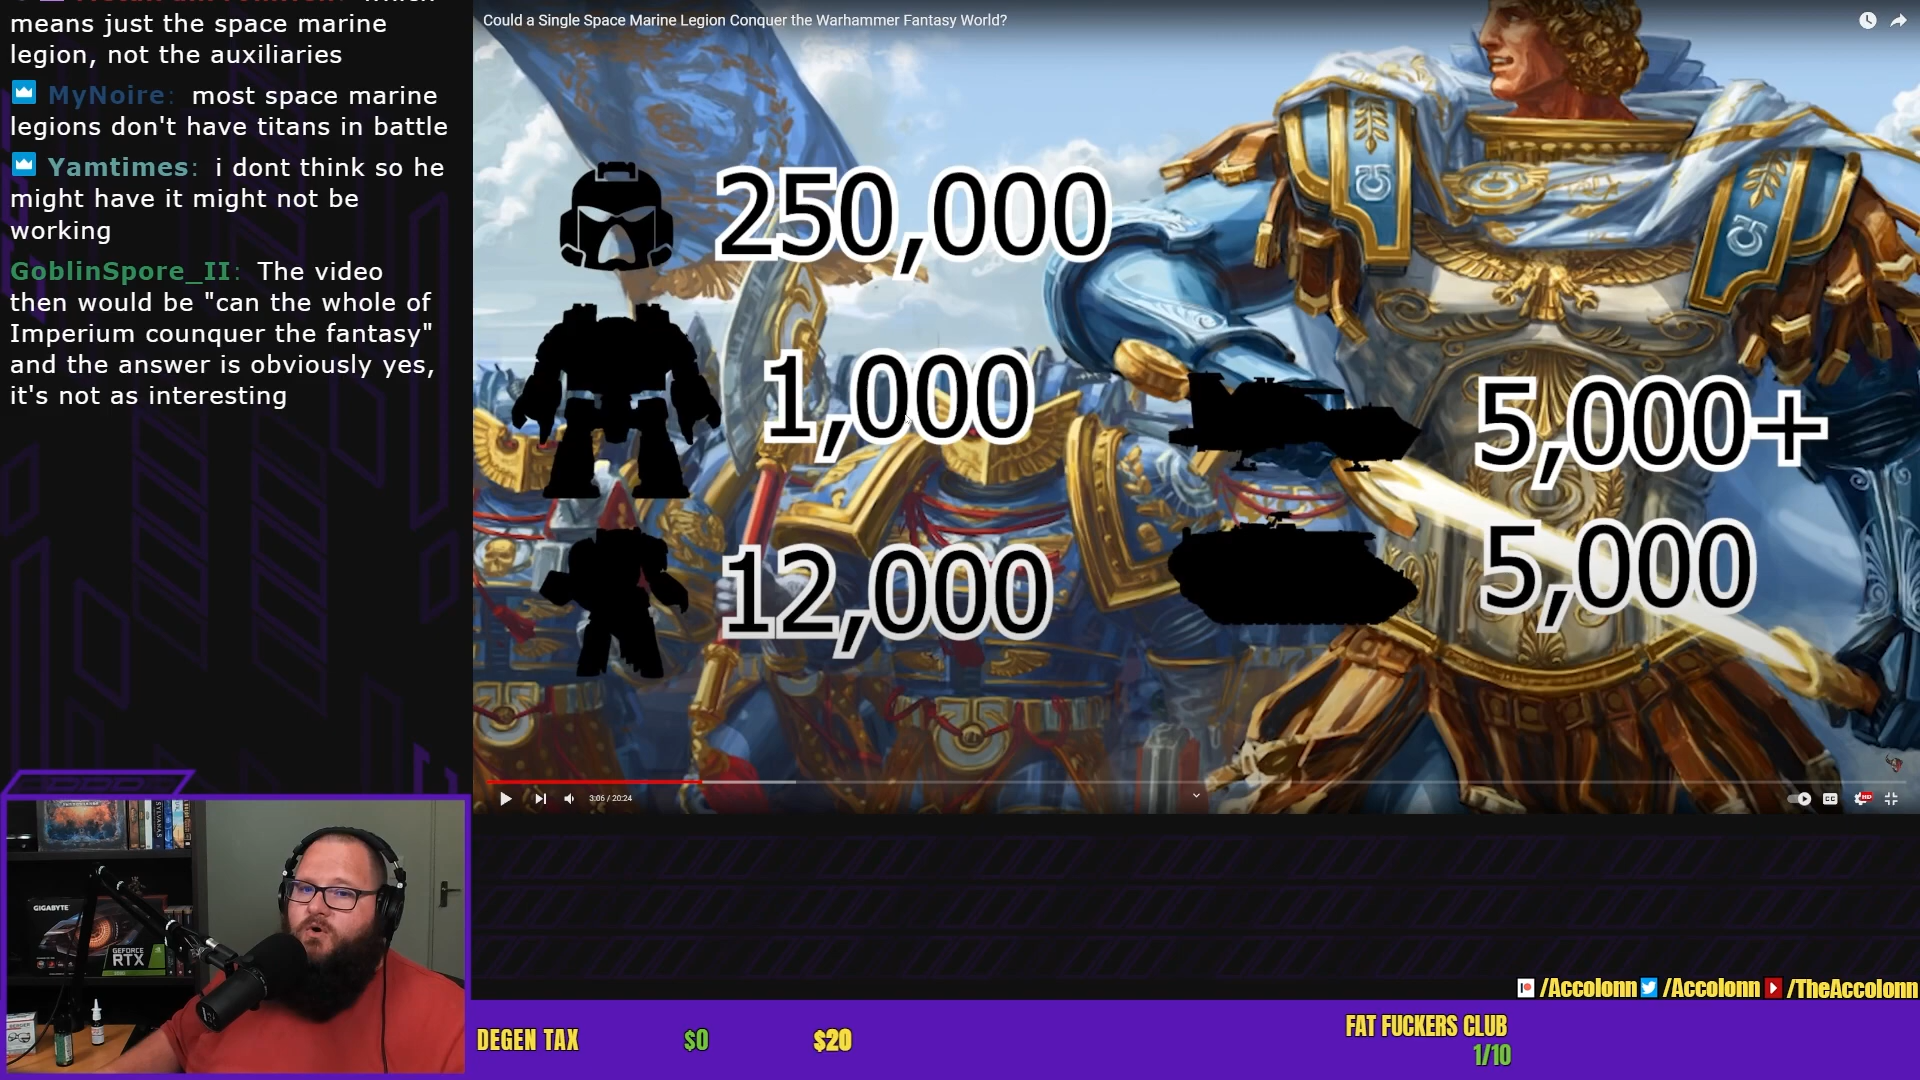 means just the space marine
legion, not the auxiliaries
MyNoire: most space marine
legions don't have titans in battle
Yamtimes: i dont think so he
might have it might not be
working
GoblinSpore_II: The video
then would be "can the whole of
Imperium counquer the fantasy"
and the answer is obviously yes,
it's not as interesting
Could a Single Space Marine Legion Conquer the Warhammer Fantasy World?
250,000
1,000
5,000+
12,000
5,000
3:06 / 20:24
CC
HD
SYLVANAS
GIGABYTE
GEFORCE
RTX
/Accolonn /Accolonn /TheAccolonn
DEGEN TAX $0 $20
FAT FUCKERS CLUB
1/10